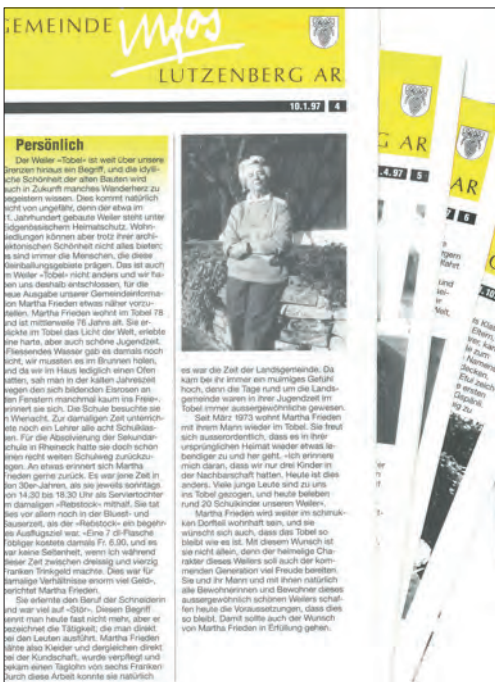 GEMEINDE infos
LUTZENBERG AR
10.1.97 4
Persönlich
Der Weiler «Tobel» ist weit über unsere
Grenzen hinaus ein Begriff, und die idylli-
sche Schönheit der alten Bauten wird
auch in Zukunft manches Wanderherz zu
begeistern wissen. Dies kommt natürlich
nicht von ungefähr, denn der etwa im
Jahrhundert gebaute Weiler steht unter
Eidgenössischem Heimatschutz. Wohn-
siedlungen können aber trotz ihrer archi-
tektonischen Schönheit nicht alles bieten;
es sind immer die Menschen, die diese
Kleinballungsgebiete prägen. Das ist auch
im Weiler «Tobel» nicht anders und wir ha-
ben uns deshalb entschlossen, für die
neue Ausgabe unserer Gemeindeinforma-
tion Martha Frieden etwas näher vorzu-
stellen. Martha Frieden wohnt im Tobel 78
und ist mittlerweile 76 Jahre alt. Sie er-
blickte im Tobel das Licht der Welt, erlebte
eine harte, aber auch schöne Jugendzeit.
«Fliessendes Wasser gab es damals noch
nicht, wir mussten es im Brunnen holen,
und da wir im Haus lediglich einen Ofen
hatten, sah man in der kalten Jahreszeit
wegen den sich bildenden Eisrosen an
den Fenstern manchmal kaum ins Freie»,
erinnert sie sich. Die Schule besuchte sie
in Wienacht. Zur damaligen Zeit unterrich-
tete noch ein Lehrer alle acht Schulklas-
sen. Für die Absolvierung der Sekundar-
schule in Rheineck hatte sie doch schon
einen recht weiten Schulweg zurückzu-
legen. An etwas erinnert sich Martha
Frieden gerne zurück. Es war jene Zeit in
den 30er-Jahren, als sie jeweils sonntags
von 14.30 bis 18.30 Uhr als Serviertochter
im damaligen «Rebstock» mithalf. Sie tat
dies vor allem noch in der Bluest- und
Sauserzeit, als der «Rebstock» ein begehr-
tes Ausflugsziel war. «Eine 7 dl-Flasche
Tobliger kostete damals Fr. 6.90, und es
war keine Seltenheit, wenn ich während
dieser Zeit zwischen dreissig und vierzig
Franken Trinkgeld machte. Dies war für
damalige Verhältnisse enorm viel Geld»,
berichtet Martha Frieden.
Sie erlernte den Beruf der Schneiderin
und war viel auf «Stör». Diesen Begriff
kennt man heute fast nicht mehr, aber er
bezeichnet die Tätigkeit, die man direkt
bei den Leuten ausführt. Martha Frieden
nähte also Kleider und dergleichen direkt
bei der Kundschaft, wurde verpflegt und
bekam einen Taglohn von sechs Franken.
Durch diese Arbeit konnte sie natürlich
es war die Zeit der Landsgemeinde. Da
kam bei ihr immer ein mulmiges Gefühl
hoch, denn die Tage rund um die Lands-
gemeinde waren in ihrer Jugendzeit im
Tobel immer aussergewöhnliche gewesen.
Seit März 1973 wohnt Martha Frieden
mit ihrem Mann wieder im Tobel. Sie freut
sich ausserordentlich, dass es in ihrer
ursprünglichen Heimat wieder etwas le-
bendiger zu und her geht. «Ich erinnere
mich daran, dass wir nur drei Kinder in
der Nachbarschaft hatten. Heute ist dies
anders. Viele junge Leute sind zu uns
ins Tobel gezogen, und heute beleben
rund 20 Schulkinder unseren Weiler».
Martha Frieden wird weiter im schmuk-
ken Dorfteil wohnhaft sein, und sie
wünscht sich auch, dass das Tobel so
bleibt wie es ist. Mit diesem Wunsch ist
sie nicht allein, denn der heimelige Cha-
rakter dieses Weilers soll auch der kom-
menden Generation viel Freude bereiten.
Sie und ihr Mann und mit ihnen natürlich
alle Bewohnerinnen und Bewohner dieses
aussergewöhnlich schönen Weilers schaf-
fen heute die Voraussetzungen, dass dies
so bleibt. Damit sollte auch der Wunsch
von Martha Frieden in Erfüllung gehen.
G AR
.4.97 5
AR
7 6